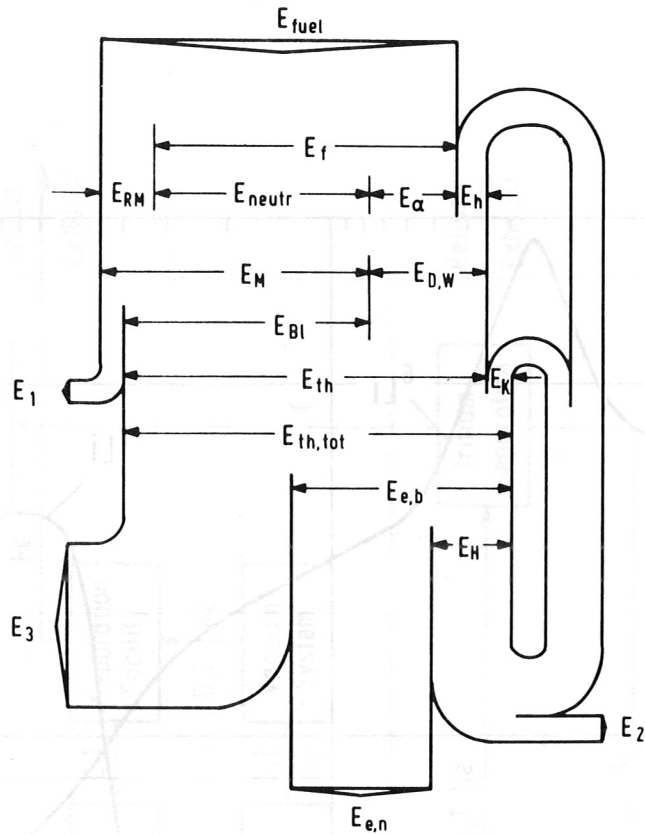 E_fuel
E_f
E_RM E_neutr E_α E_h
E_M E_D,W
E_Bl
E_1 E_th E_K
E_th,tot
E_e,b
E_H
E_3
E_2
E_e,n